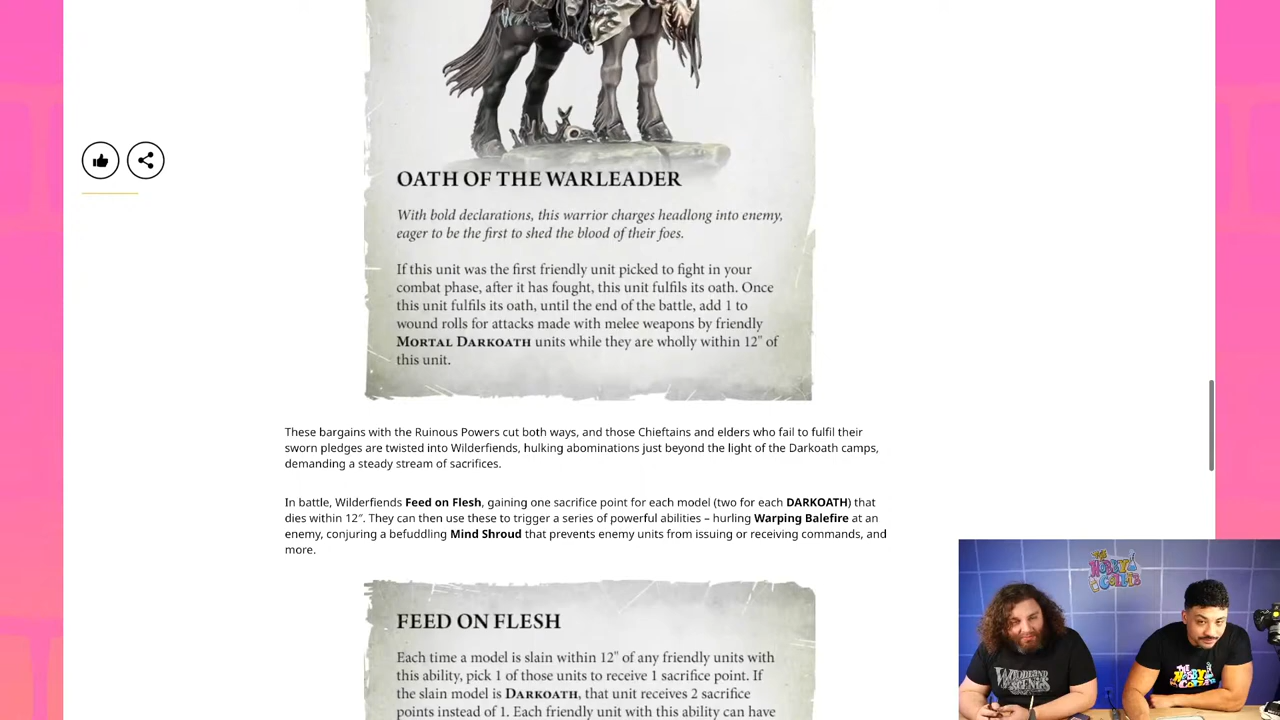 OATH OF THE WARLEADER
With bold declarations, this warrior charges headlong into enemy,
eager to be the first to shed the blood of their foes.
If this unit was the first friendly unit picked to fight in your
combat phase, after it has fought, this unit fulfils its oath. Once
this unit fulfils its oath, until the end of the battle, add 1 to
wound rolls for attacks made with melee weapons by friendly
MORTAL DARKOATH units while they are wholly within 12" of
this unit.
These bargains with the Ruinous Powers cut both ways, and those Chieftains and elders who fail to fulfil their
sworn pledges are twisted into Wilderfiends, hulking abominations just beyond the light of the Darkoath camps,
demanding a steady stream of sacrifices.
In battle, Wilderfiends Feed on Flesh, gaining one sacrifice point for each model (two for each DARKOATH) that
dies within 12″. They can then use these to trigger a series of powerful abilities – hurling Warping Balefire at an
enemy, conjuring a befuddling Mind Shroud that prevents enemy units from issuing or receiving commands, and
more.
FEED ON FLESH
Each time a model is slain within 12" of any friendly units with
this ability, pick 1 of those units to receive 1 sacrifice point. If
the slain model is DARKOATH, that unit receives 2 sacrifice
points instead of 1. Each friendly unit with this ability can have
THE
HOBBY